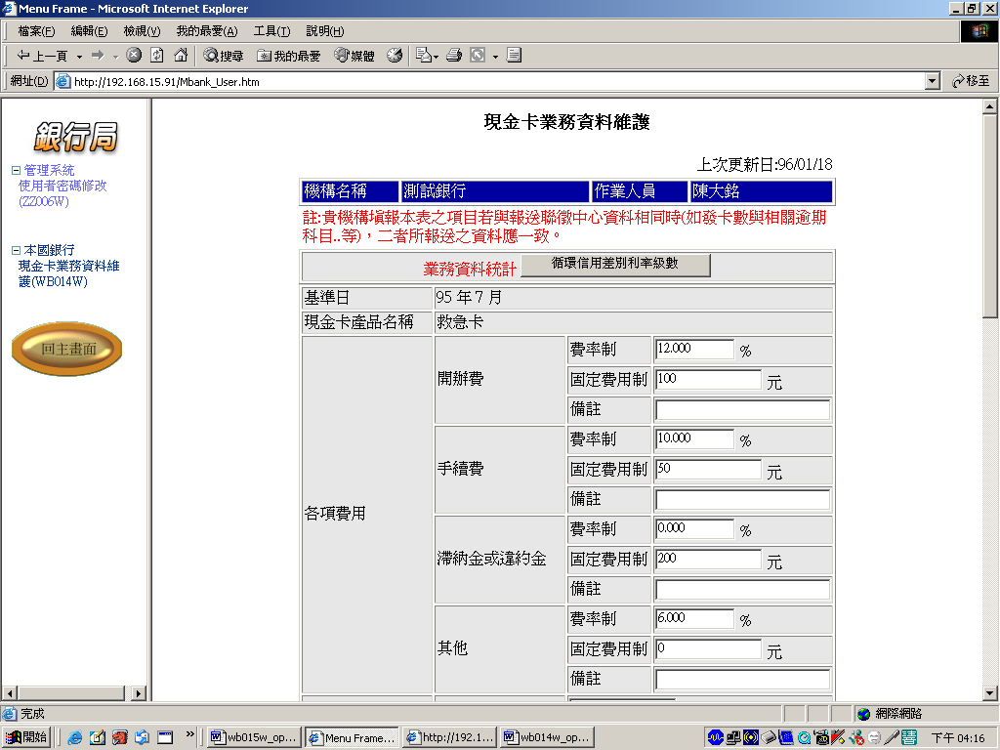 Menu Frame - Microsoft Internet Explorer
檔案(F) 編輯(E) 檢視(V) 我的最愛(A) 工具(T) 說明(H)
上一頁 搜尋 我的最愛 媒體
網址(D) http://192.168.15.91/Mbank_User.htm 移至
銀行局
管理系統
使用者密碼修改
(ZZ006W)
本國銀行
現金卡業務資料維
護(WB014W)
回主畫面
現金卡業務資料維護
上次更新日:96/01/18
機構名稱 測試銀行 作業人員 陳大銘
註:貴機構填報本表之項目若與報送聯徵中心資料相同時(如發卡數與相關逾期
科目..等)，二者所報送之資料應一致。
業務資料統計 循環信用差別利率級數
基準日 95 年 7 月
現金卡產品名稱 救急卡
各項費用
開辦費
費率制 12.000 %
固定費用制 100 元
備註
手續費
費率制 10.000 %
固定費用制 50 元
備註
滯納金或違約金
費率制 0.000 %
固定費用制 200 元
備註
其他
費率制 6.000 %
固定費用制 0 元
備註
完成 網際網路
開始 » wb015w_op... Menu Frame... http://192.1... wb014w_op... 下午 04:16